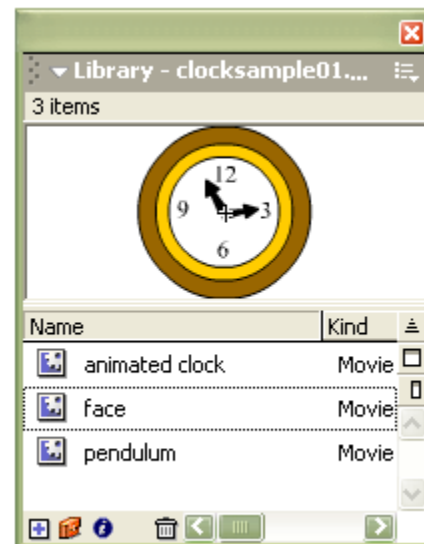 Library - clocksample01....
3 items
12
9 3
6
Name Kind
animated clock Movie
face Movie
pendulum Movie